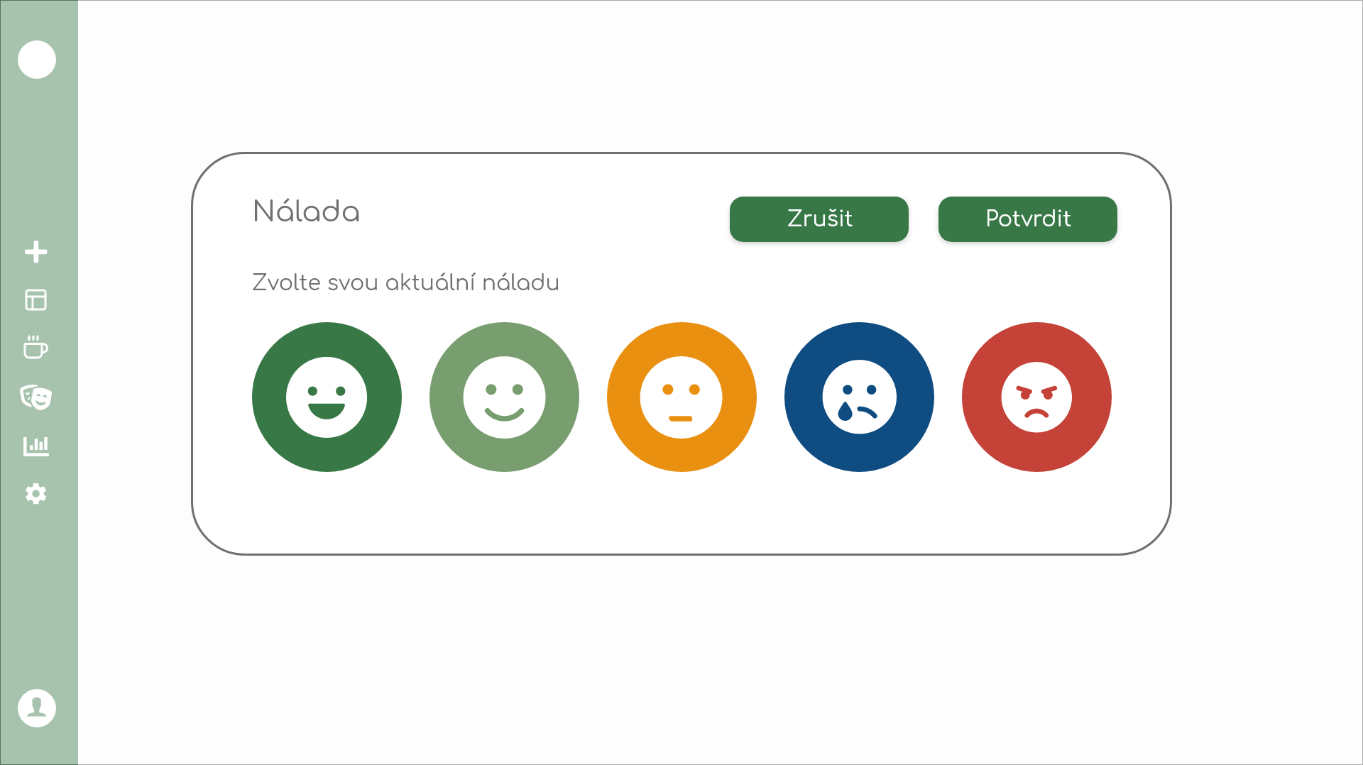 Nálada
Zrušit
Potvrdit
Zvolte svou aktuální náladu